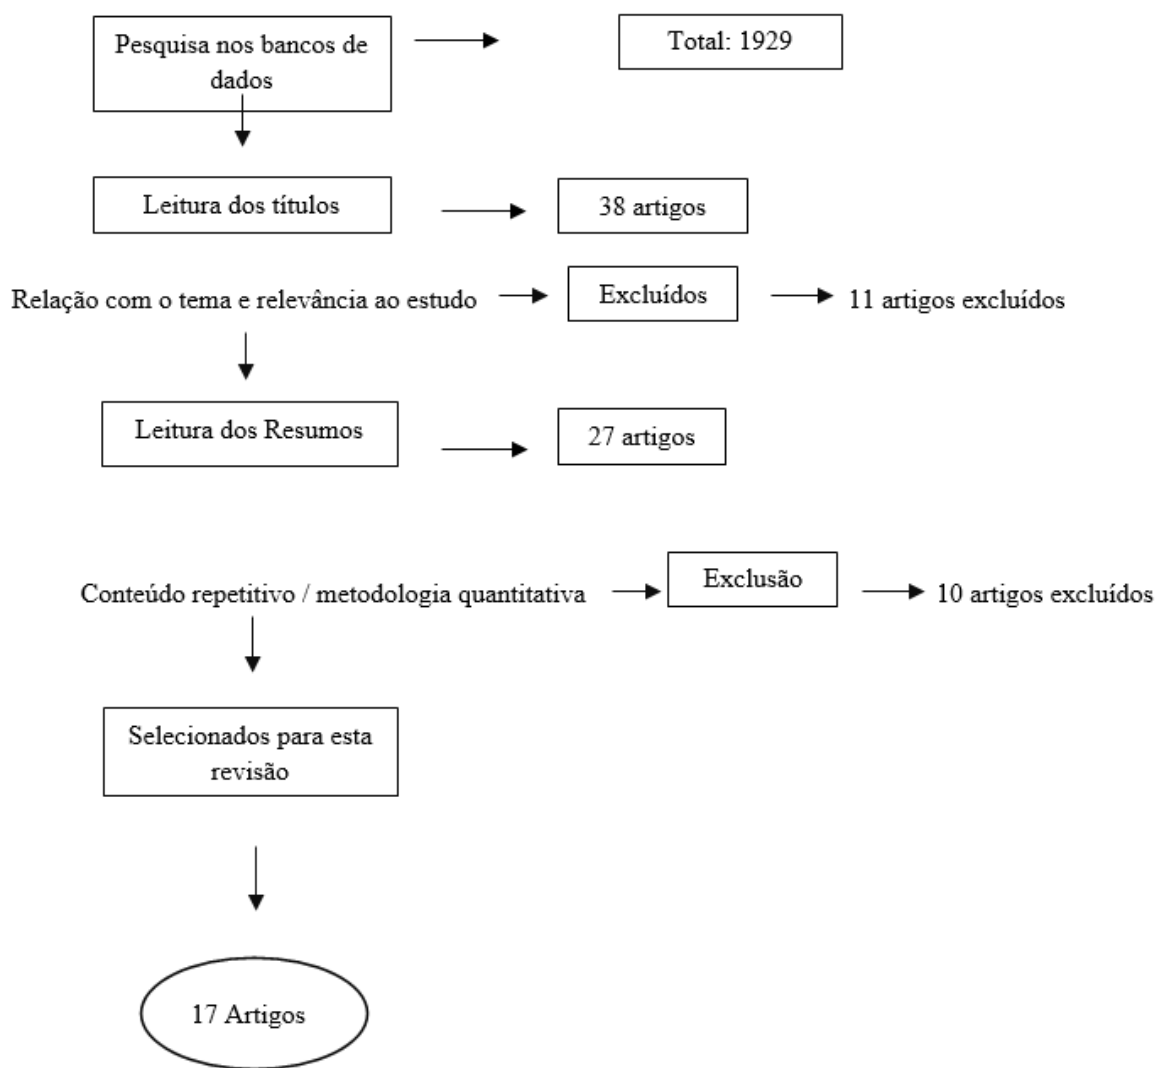 Pesquisa nos bancos de
dados
Total: 1929
Leitura dos títulos
38 artigos
Relação com o tema e relevância ao estudo
Excluídos
11 artigos excluídos
Leitura dos Resumos
27 artigos
Conteúdo repetitivo / metodologia quantitativa
Exclusão
10 artigos excluídos
Selecionados para esta
revisão
17 Artigos